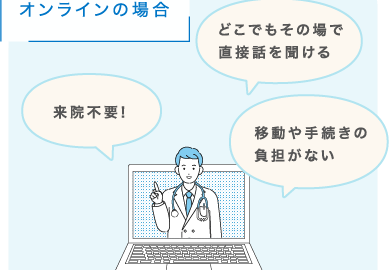 オンラインの場合
どこでもその場で
直接話を聞ける
来院不要!
移動や手続きの
負担がない